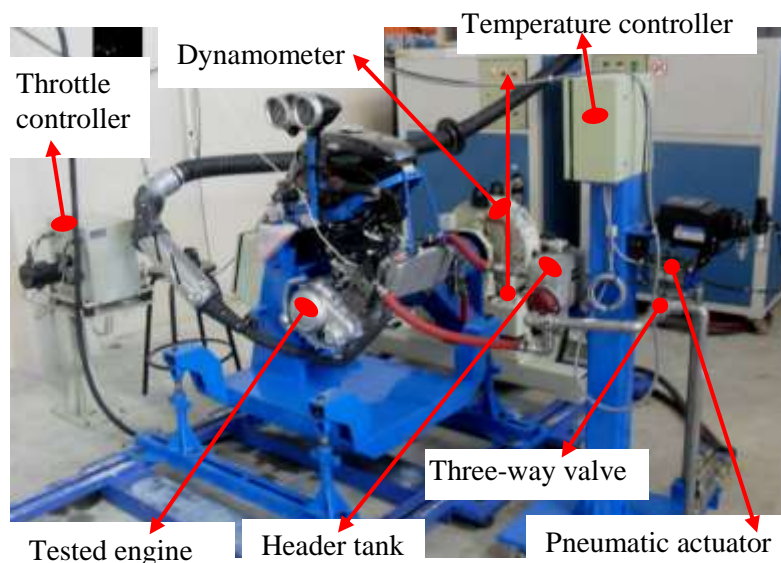 Temperature controller
Dynamometer
Throttle
controller
Three-way valve
Tested engine
Header tank
Pneumatic actuator